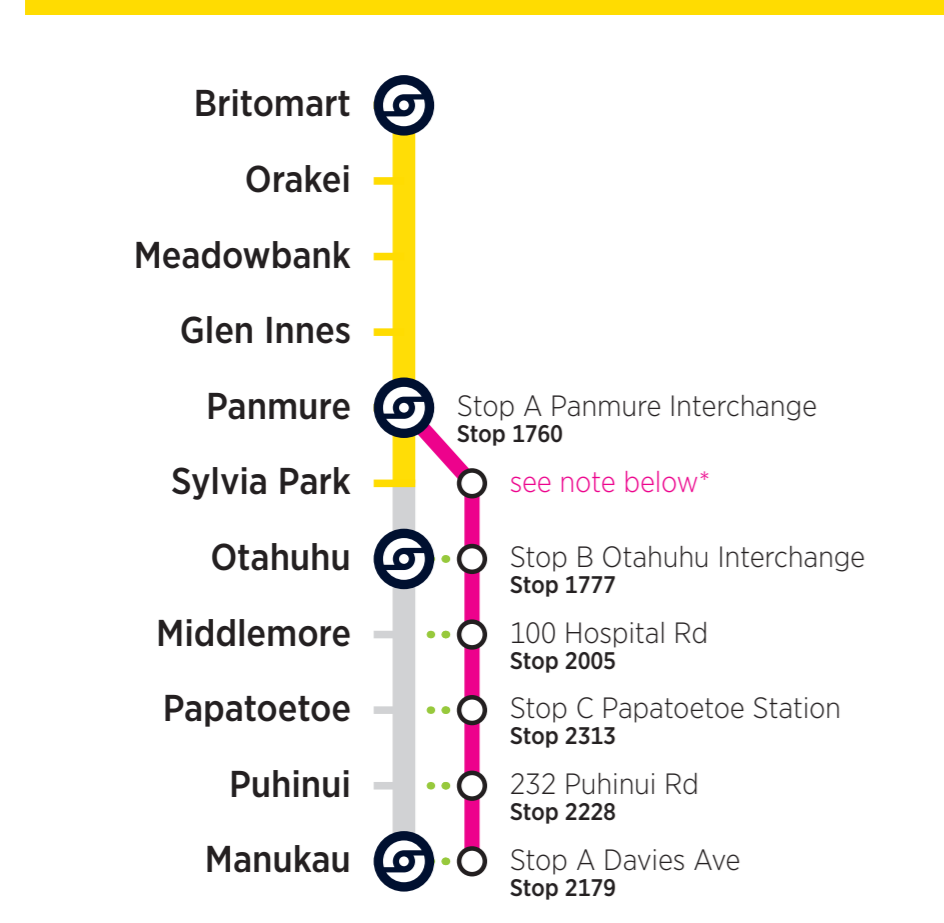 Britomart
Orakei
Meadowbank
Glen Innes
Panmure
Stop A Panmure Interchange
Stop 1760
Sylvia Park
see note below*
Otahuhu
Stop B Otahuhu Interchange
Stop 1777
Middlemore
100 Hospital Rd
Stop 2005
Papatoetoe
Stop C Papatoetoe Station
Stop 2313
Puhinui
232 Puhinui Rd
Stop 2228
Manukau
Stop A Davies Ave
Stop 2179